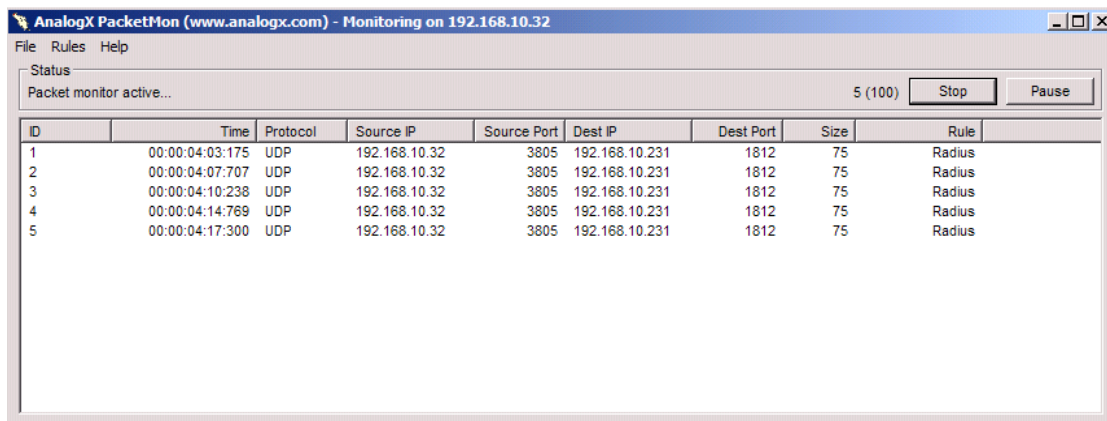 AnalogX PacketMon (www.analogx.com) - Monitoring on 192.168.10.32
File Rules Help
Status
Packet monitor active... 5 (100) Stop Pause
ID Time Protocol Source IP Source Port Dest IP Dest Port Size Rule
1 00:00:04:03:175 UDP 192.168.10.32 3805 192.168.10.231 1812 75 Radius
2 00:00:04:07:707 UDP 192.168.10.32 3805 192.168.10.231 1812 75 Radius
3 00:00:04:10:238 UDP 192.168.10.32 3805 192.168.10.231 1812 75 Radius
4 00:00:04:14:769 UDP 192.168.10.32 3805 192.168.10.231 1812 75 Radius
5 00:00:04:17:300 UDP 192.168.10.32 3805 192.168.10.231 1812 75 Radius